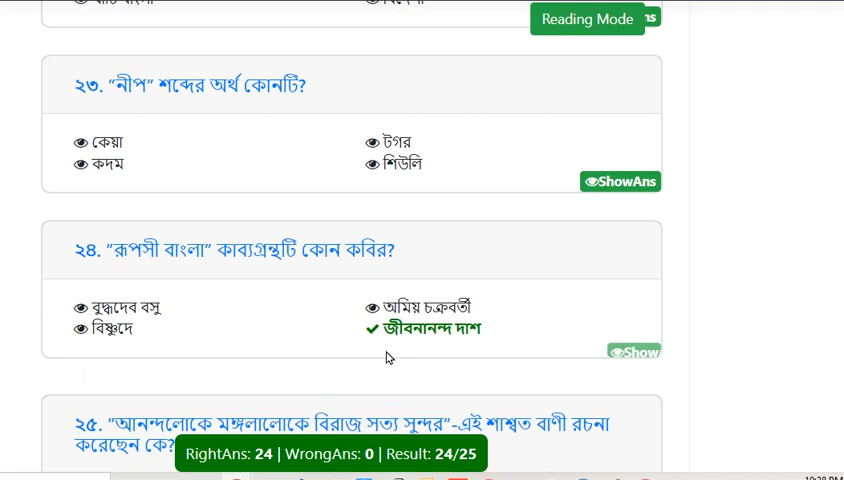 Reading Mode
ns
২৩. "নীপ" শব্দের অর্থ কোনটি?
কেয়া
টগর
কদম
শিউলি
ShowAns
২৪. "রূপসী বাংলা" কাব্যগ্রন্থটি কোন কবির?
বুদ্ধদেব বসু
অমিয় চক্রবর্তী
বিষ্ণুদে
জীবনানন্দ দাশ
Show
২৫. "আনন্দলোকে মঙ্গলালোকে বিরাজ সত্য সুন্দর"-এই শাশ্বত বাণী রচনা
করেছেন কে?
RightAns: 24 | WrongAns: 0 | Result: 24/25